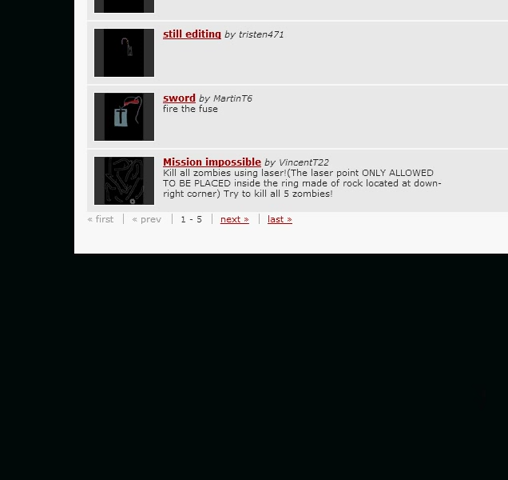 still editing by tristen471
sword by MartinT6
fire the fuse
Mission impossible by VincentT22
Kill all zombies using laser!(The laser point ONLY ALLOWED
TO BE PLACED inside the ring made of rock located at down-
right corner) Try to kill all 5 zombies!
« first | « prev | 1 - 5 | next » | last »